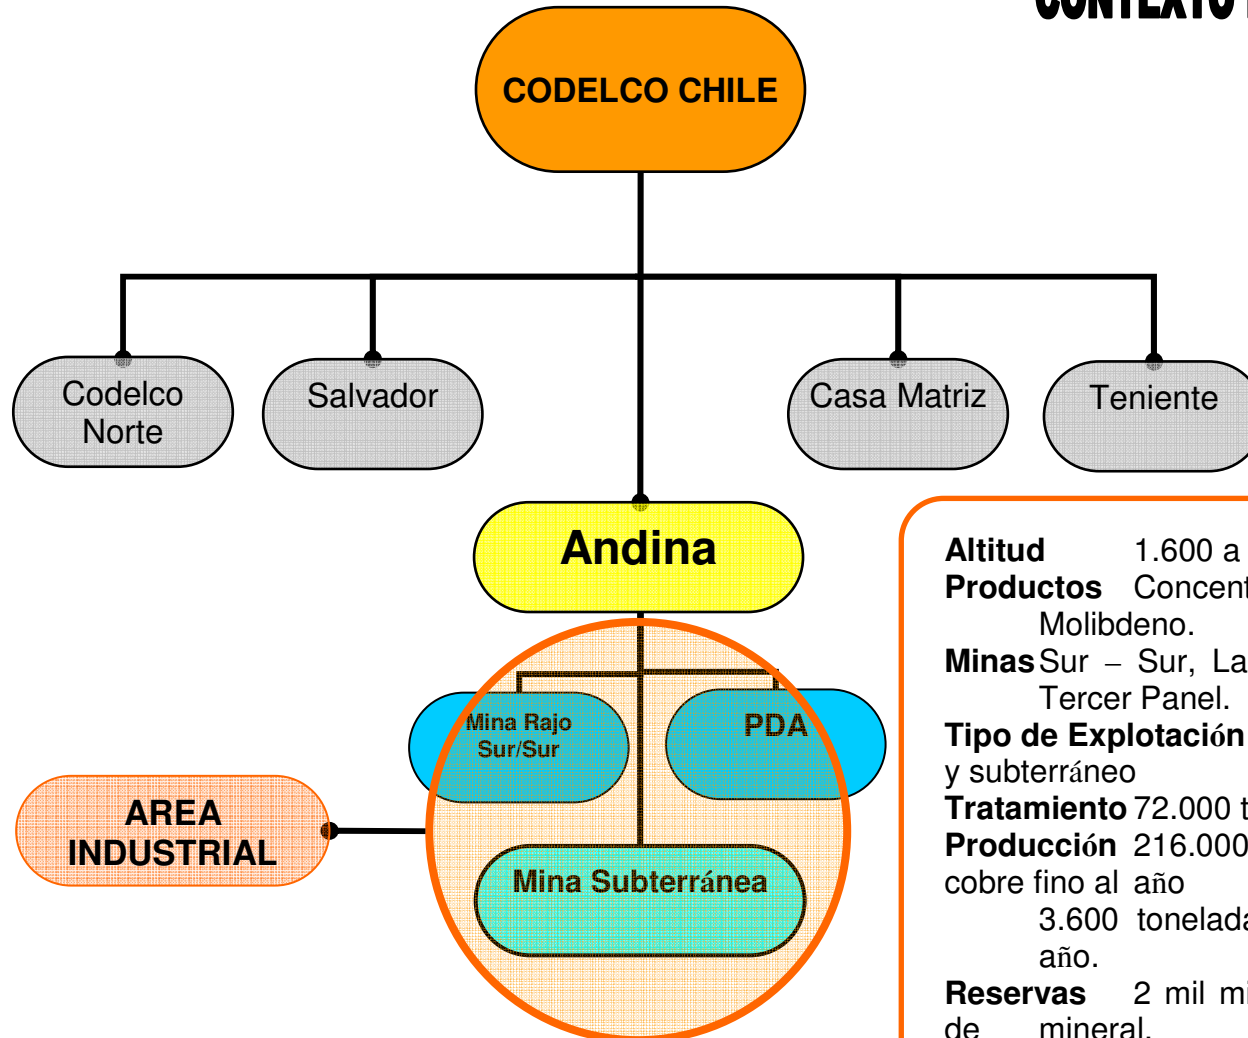 CONTEXTO
CODELCO CHILE
Codelco
Norte
Salvador
Casa Matriz
Teniente
Andina
Mina Rajo
Sur/Sur
PDA
Mina Subterránea
AREA
INDUSTRIAL
Altitud 1.600 a
Productos
Molibdeno.
Minas Sur – Sur, La
Tercer Panel.
Tipo de Explotación
y subterráneo
Tratamiento 72.000
Producción 216.000
cobre fino al año
3.600
año.
Reservas 2 mil
de mineral.